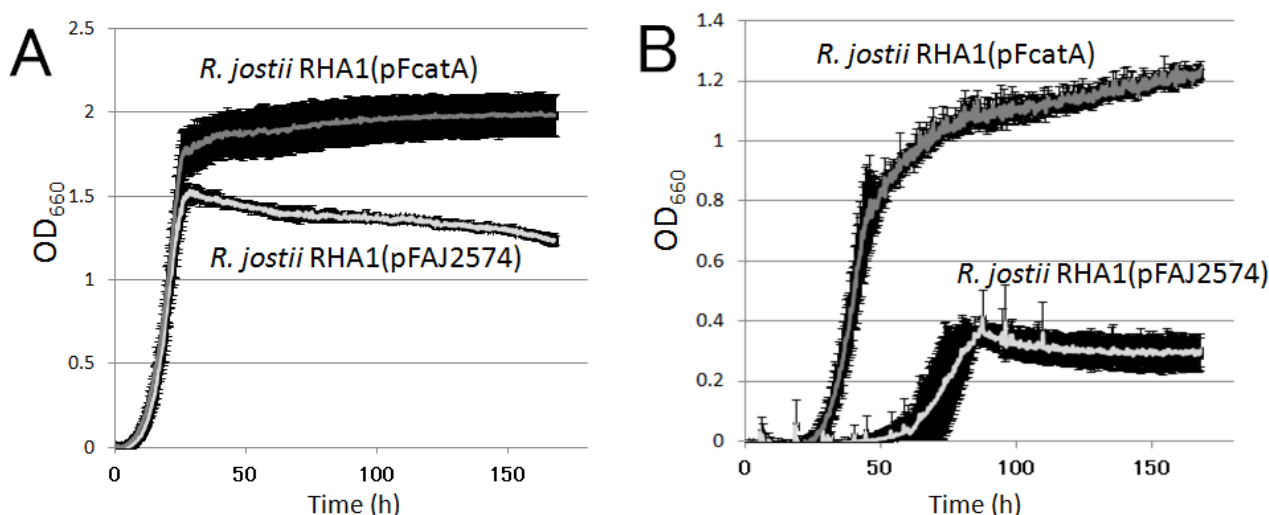 A
2.5
2
1.5
1
0.5
0
0
50
100
150
OD660
Time (h)
R. jostii RHA1(pFcatA)
R. jostii RHA1(pFAJ2574)
B
1.4
1.2
1
0.8
0.6
0.4
0.2
0
0
50
100
150
OD660
Time (h)
R. jostii RHA1(pFcatA)
R. jostii RHA1(pFAJ2574)